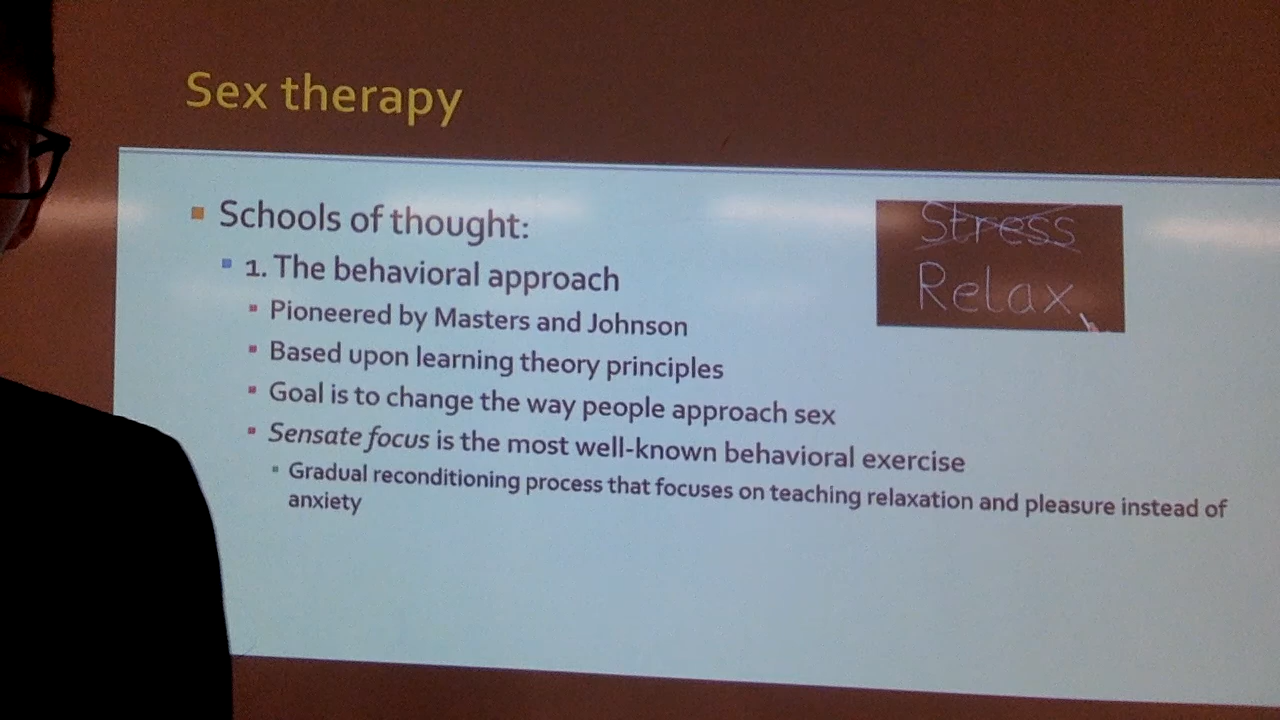 Sex therapy
Schools of thought:
1. The behavioral approach
Pioneered by Masters and Johnson
Based upon learning theory principles
Goal is to change the way people approach sex
Sensate focus is the most well-known behavioral exercise
Gradual reconditioning process that focuses on teaching relaxation and pleasure instead of
anxiety
Stress
Relax